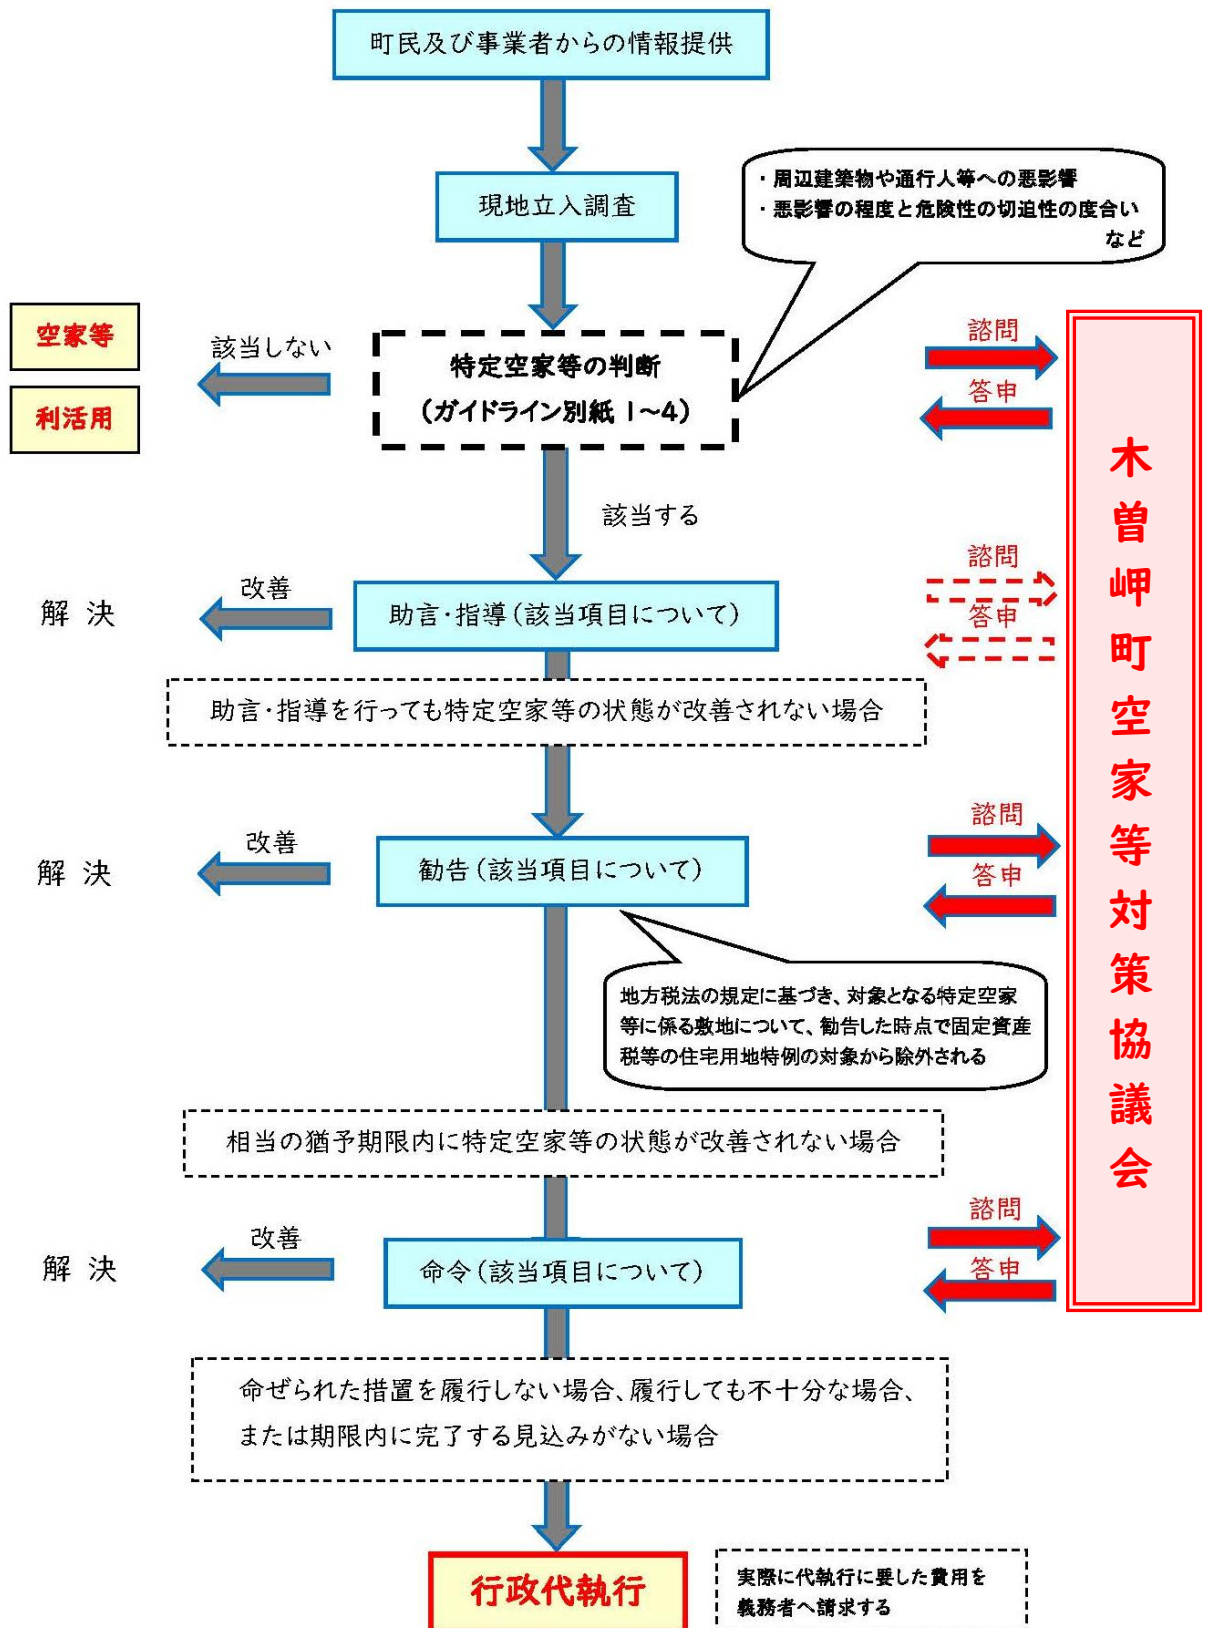 町民及び事業者からの情報提供
現地立入調査
・周辺建築物や通行人等への悪影響
・悪影響の程度と危険性の切迫性の度合い
など
空家等
利活用
該当しない
特定空家等の判断
(ガイドライン別紙 1~4)
諮問
答申
木曽岬町空家等対策協議会
該当する
解 決
改善
助言・指導(該当項目について)
諮問
答申
助言・指導を行っても特定空家等の状態が改善されない場合
解 決
改善
勧告(該当項目について)
諮問
答申
地方税法の規定に基づき、対象となる特定空家
等に係る敷地について、勧告した時点で固定資産
税等の住宅用地特例の対象から除外される
相当の猶予期限内に特定空家等の状態が改善されない場合
解 決
改善
命令(該当項目について)
諮問
答申
命ぜられた措置を履行しない場合、履行しても不十分な場合、
または期限内に完了する見込みがない場合
行政代執行
実際に代執行に要した費用を
義務者へ請求する